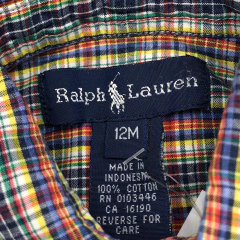 Ralph Lauren
12M
MADE IN
INDONESIA
100% COTTON
RN 0103446
CA 16190
REVERSE FOR
CARE